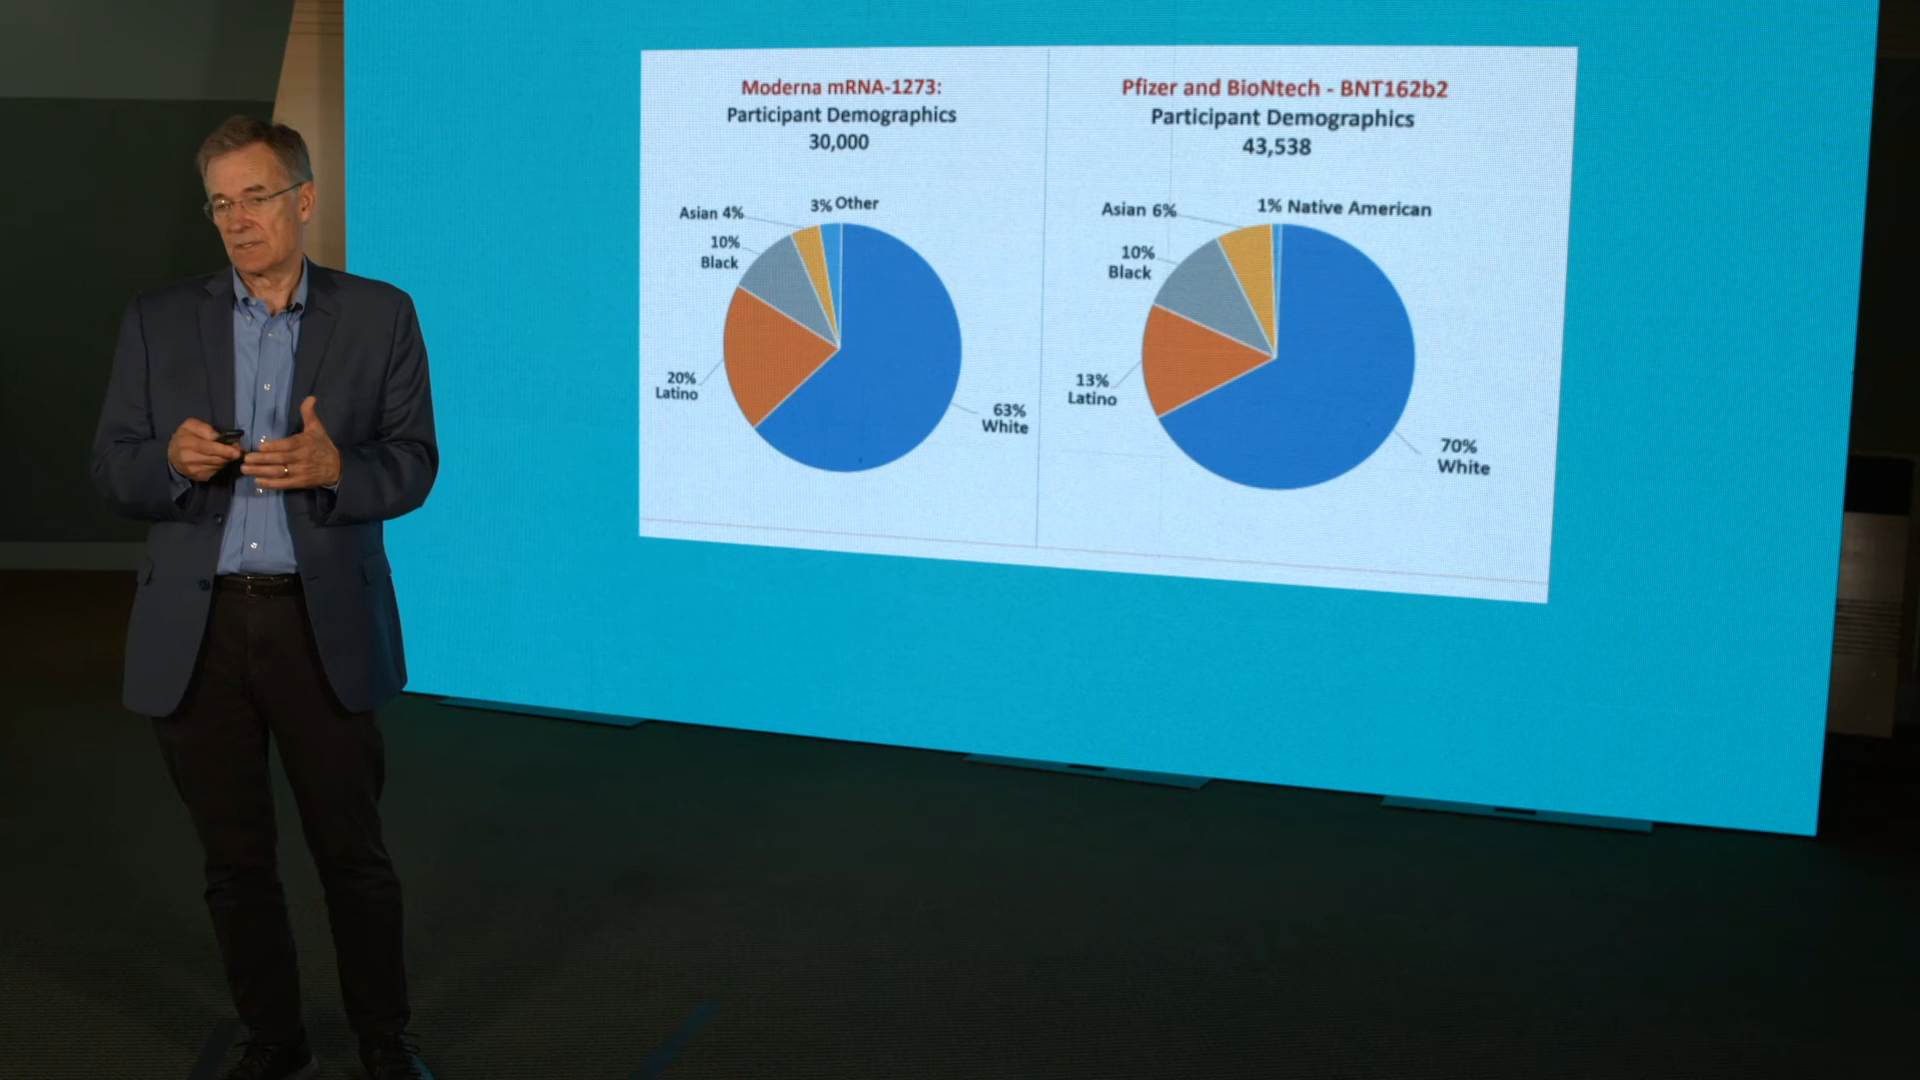 Moderna mRNA-1273:
Participant Demographics
30,000
Asian 4%
3% Other
10%
Black
20%
Latino
63%
White
Pfizer and BioNtech - BNT162b2
Participant Demographics
43,538
Asian 6%
1% Native American
10%
Black
13%
Latino
70%
White